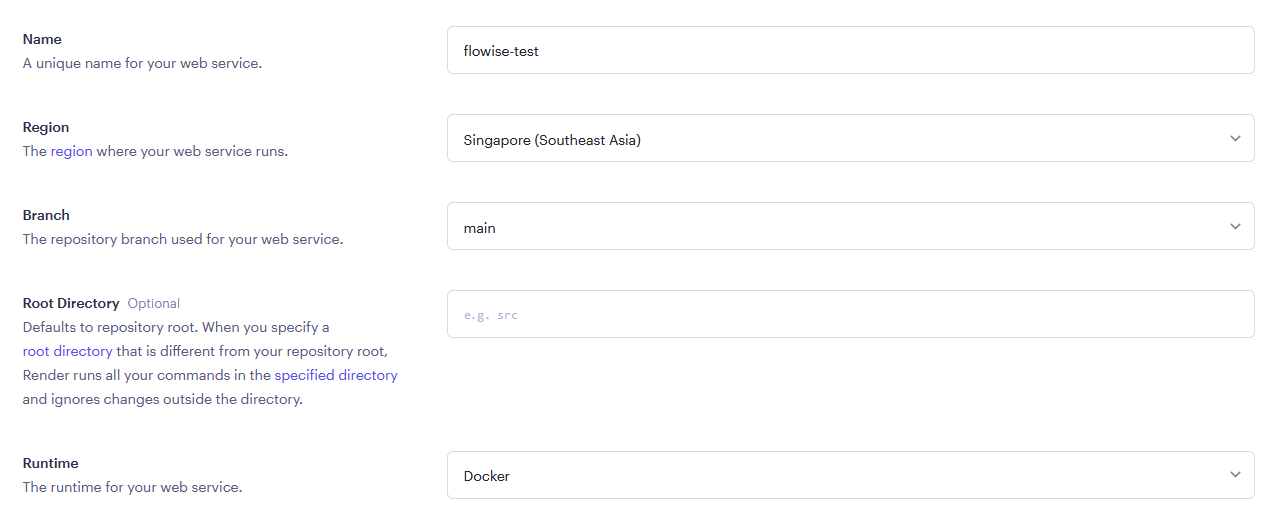 Name
A unique name for your web service.
flowise-test
Region
The region where your web service runs.
Singapore (Southeast Asia)
Branch
The repository branch used for your web service.
main
Root Directory Optional
Defaults to repository root. When you specify a
root directory that is different from your repository root,
Render runs all your commands in the specified directory
and ignores changes outside the directory.
e.g. src
Runtime
The runtime for your web service.
Docker